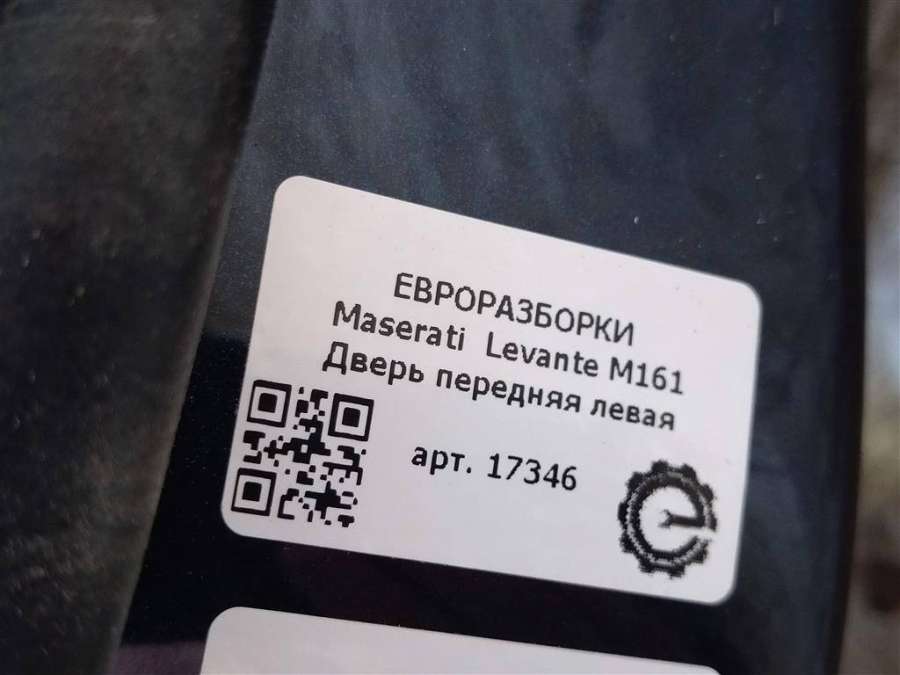 ЕВРОРАЗБОРКИ
Maserati Levante M161
Дверь передняя левая
арт. 17346